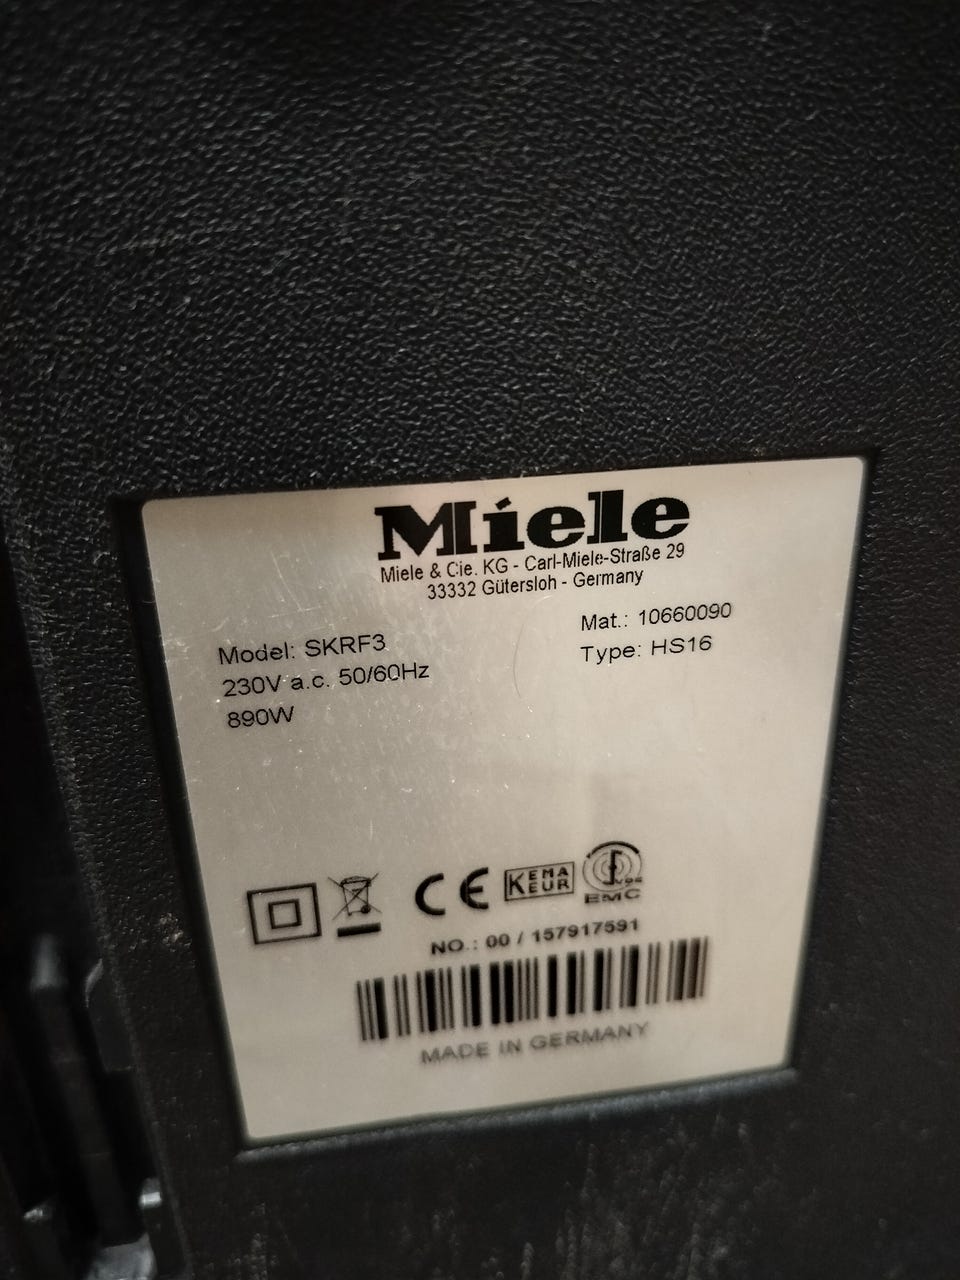 Miele
Miele & Cie. KG - Carl-Miele-Straße 29
33332 Gütersloh - Germany
Model: SKRF3
230V a.c. 50/60Hz
890W
Mat.: 10660090
Type: HS16
CE
KEMA
KEUR
VDE
EMC
NO.: 00 / 157917591
MADE IN GERMANY